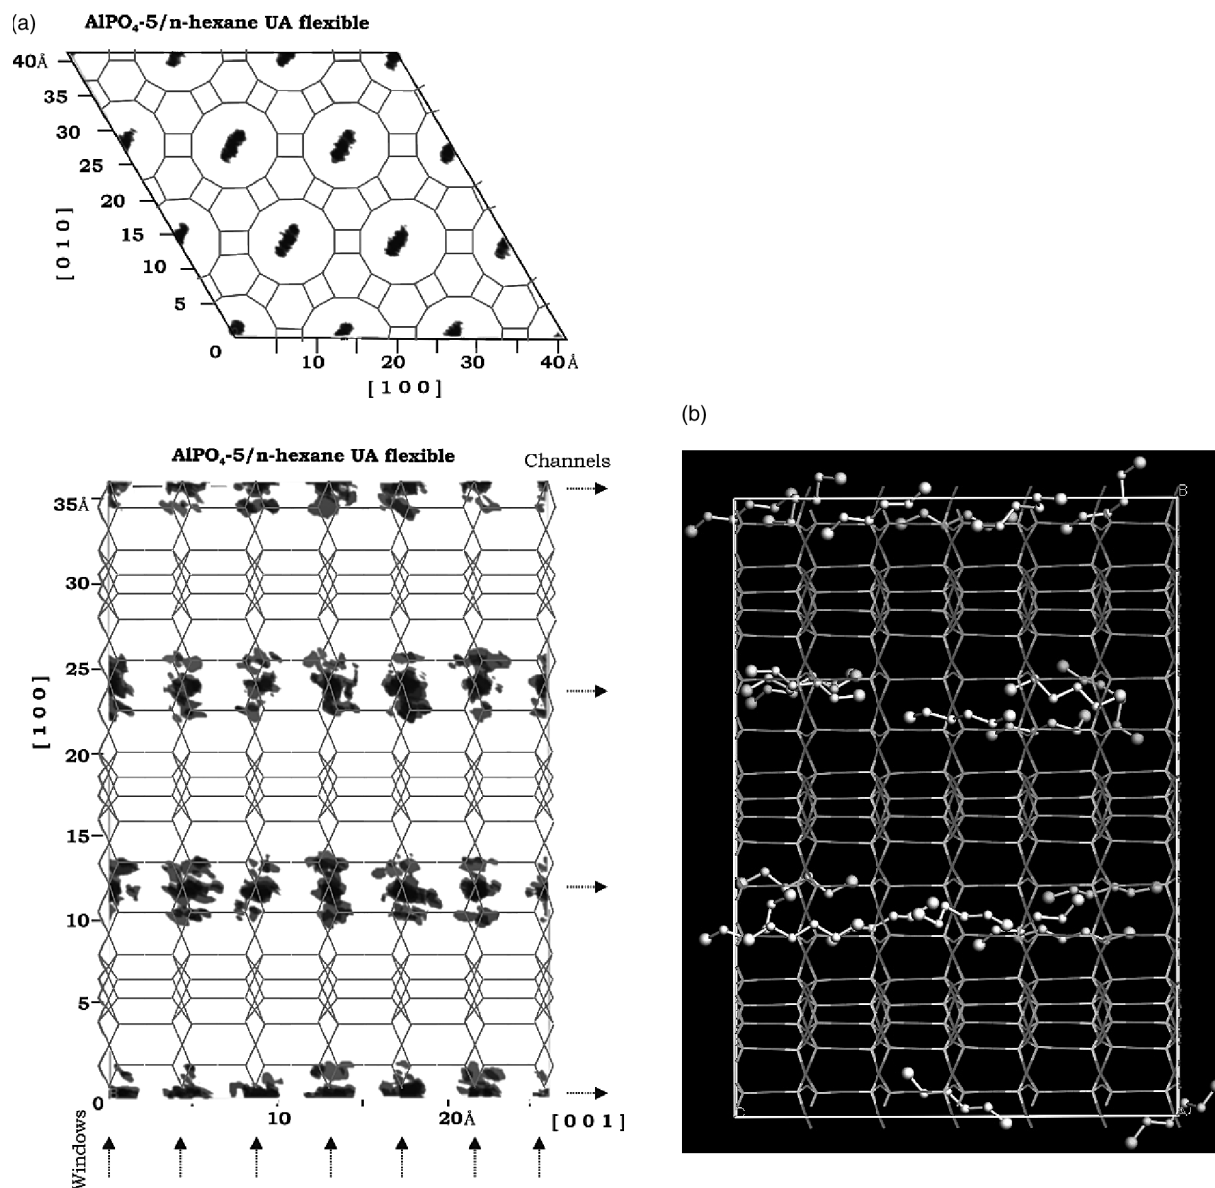 (a) AlPO₄-5/n-hexane UA flexible
40Å
35
30
25
20
15
10
5
[ 0 1 0 ]
0 10 20 30 40Å
[ 1 0 0 ]
(b)
AlPO₄-5/n-hexane UA flexible
Channels
35Å
30
25
20
15
10
5
[ 1 0 0 ]
0 10 20Å [ 0 0 1 ]
Windows
B
C